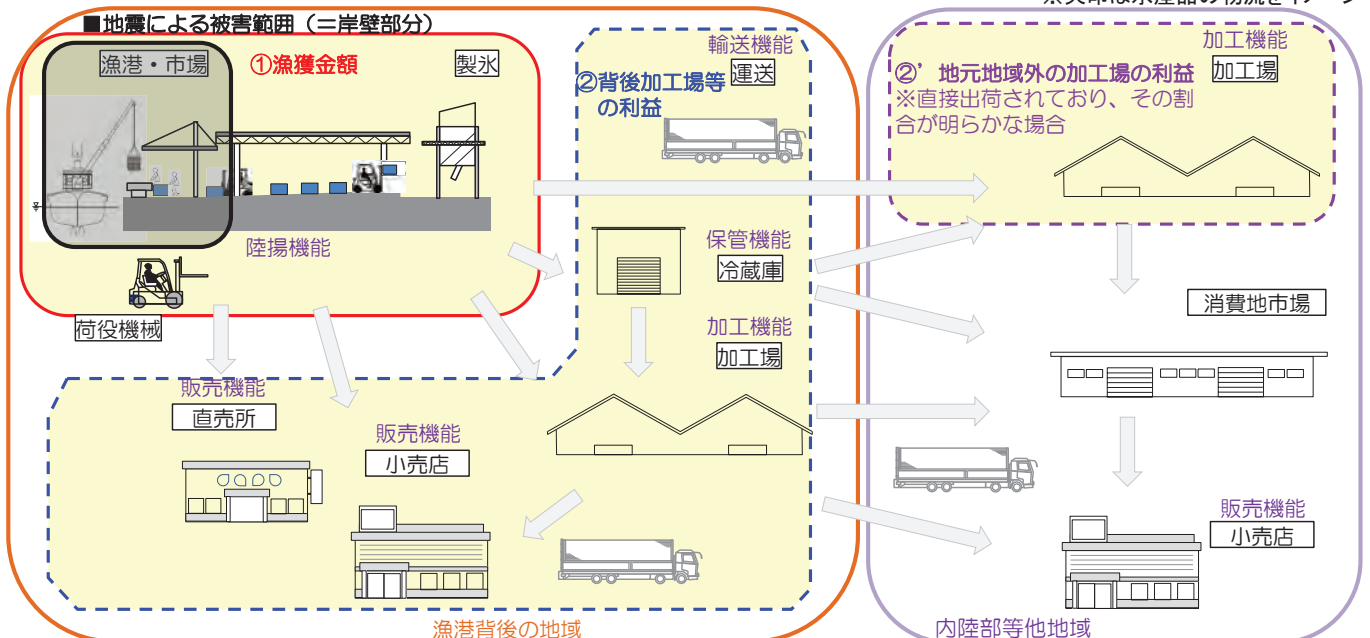 ■地震による被害範囲（＝岸壁部分）
漁港・市場
①漁獲金額
製氷
陸揚機能
荷役機械
輸送機能
運送
②背後加工場等
の利益
保管機能
冷蔵庫
加工機能
加工場
販売機能
直売所
販売機能
小売店
漁港背後の地域
加工機能
加工場
②’地元地域外の加工場の利益
※直接出荷されており、その割
合が明らかな場合
消費地市場
販売機能
小売店
内陸部等他地域